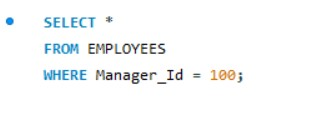 SELECT *
FROM EMPLOYEES
WHERE Manager_Id = 100;